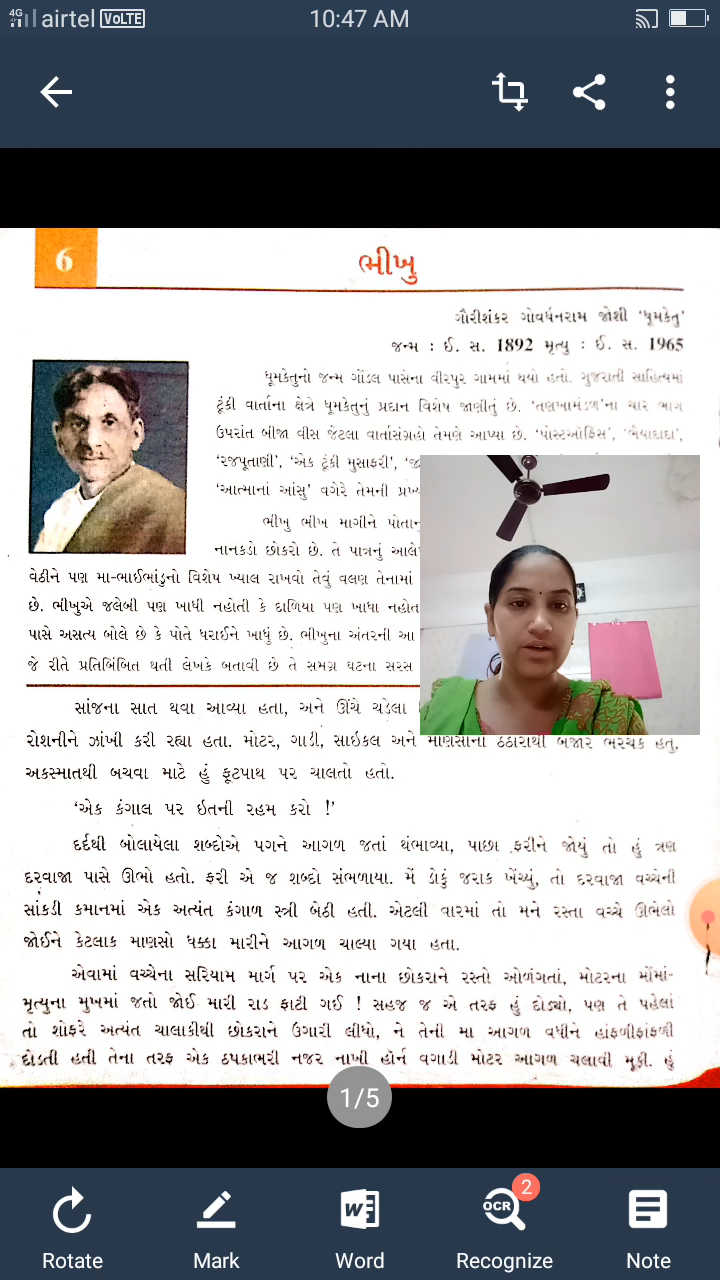 4G airtel VoLTE 10:47 AM
6 ભીખુ
ગૌરીશંકર ગોવર્ધનરામ જોશી ‘ધૂમકેતુ’
જન્મ : ઈ. સ. 1892 મૃત્યુ : ઈ. સ. 1965
ધૂમકેતુનો જન્મ ગોંડલ પાસેના વીરપુર ગામમાં થયો હતો. ગુજરાતી સાહિત્યમાં
ટૂંકી વાર્તાના ક્ષેત્રે ધૂમકેતુનું પ્રદાન વિશેષ જાણીતું છે. ‘તણખામંડળ’ના ચાર ભાગ
ઉપરાંત બીજા વીસ જેટલા વાર્તાસંગ્રહો તેમણે આપ્યા છે. ‘પોસ્ટઓફિસ’, ‘ભૈયાદાદા’,
‘રજપૂતાણી’, ‘એક ટૂંકી મુસાફરી’,
‘આત્માનાં આંસુ’ વગેરે તેમની
ભીખુ ભીખ માગીને
નાનકડો છોકરો છે. તે પાત્રનું
વેઠીને પણ મા-ભાઈભાંડુનો વિશેષ ખ્યાલ રાખવો તેવું વલણ તેનામાં
છે. ભીખુએ જલેબી પણ ખાધી નહોતી કે દાળિયા પણ ખાધા
પાસે અસત્ય બોલે છે કે પોતે ધરાઈને ખાધું છે. ભીખુના અંતરની આ
જે રીતે પ્રતિબિંબિત થતી લેખકે બતાવી છે તે સમગ્ર ઘટના સરસ
સાંજના સાત થવા આવ્યા હતા, અને ઊંચે ચડેલા
રોશનીને ઝાંખી કરી રહ્યા હતા. મોટર, ગાડી, સાઇકલ અને માણસોના ઠઠારાથી બજાર ભરચક હતું,
અકસ્માતથી બચવા માટે હું ફૂટપાથ પર ચાલતો હતો.
‘એક કંગાલ પર ઇતની રહમ કરો !’
દર્દથી બોલાયેલા શબ્દોએ પગને આગળ જતાં થંભાવ્યા, પાછા ફરીને જોયું તો હું ત્રણ
દરવાજા પાસે ઊભો હતો. ફરી એ જ શબ્દો સંભળાયા. મેં ડોકું જરાક ખેંચ્યું, તો દરવાજા વચ્ચેની
સાંકડી કમાનમાં એક અત્યંત કંગાળ સ્ત્રી બેઠી હતી. એટલી વારમાં તો મને રસ્તા વચ્ચે ઊભેલો
જોઈને કેટલાક માણસો ધક્કા મારીને આગળ ચાલ્યા ગયા હતા.
એવામાં વચ્ચેના સરિયામ માર્ગ પર એક નાના છોકરાને રસ્તો ઓળંગતાં, મોટરના મોંમાં-
મૃત્યુના મુખમાં જતો જોઈ મારી રાડ ફાટી ગઈ ! સહજ જ એ તરફ હું દોડ્યો, પણ તે પહેલાં
તો શોફરે અત્યંત ચાલાકીથી છોકરાને ઉગારી લીધો, ને તેની મા આગળ વધીને હાંફળીફાંફળી
દોડતી હતી તેના તરફ એક ઠપકાભરી નજર નાખી હોર્ન વગાડી મોટર આગળ ચલાવી મૂકી. હું
1/5
2
W OCR
Rotate Mark Word Recognize Note